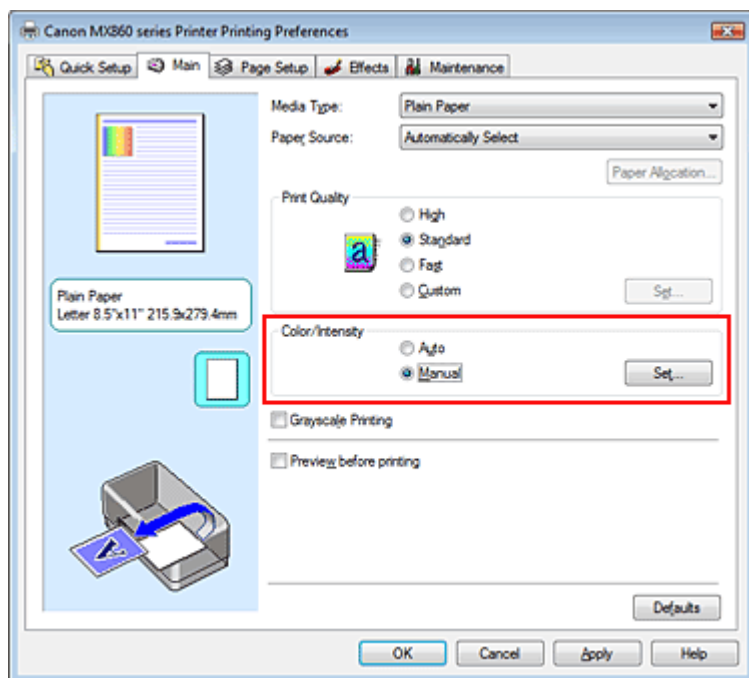 Canon MX860 series Printer Printing Preferences
Quick Setup Main Page Setup Effects Maintenance
Media Type: Plain Paper
Paper Source: Automatically Select
Paper Allocation...
Print Quality
High
a
Standard
Fast
Custom Set...
Plain Paper
Letter 8.5"x11" 215.9x279.4mm
Color/Intensity
Auto
Manual Set...
Grayscale Printing
Preview before printing
Defaults
OK Cancel Apply Help